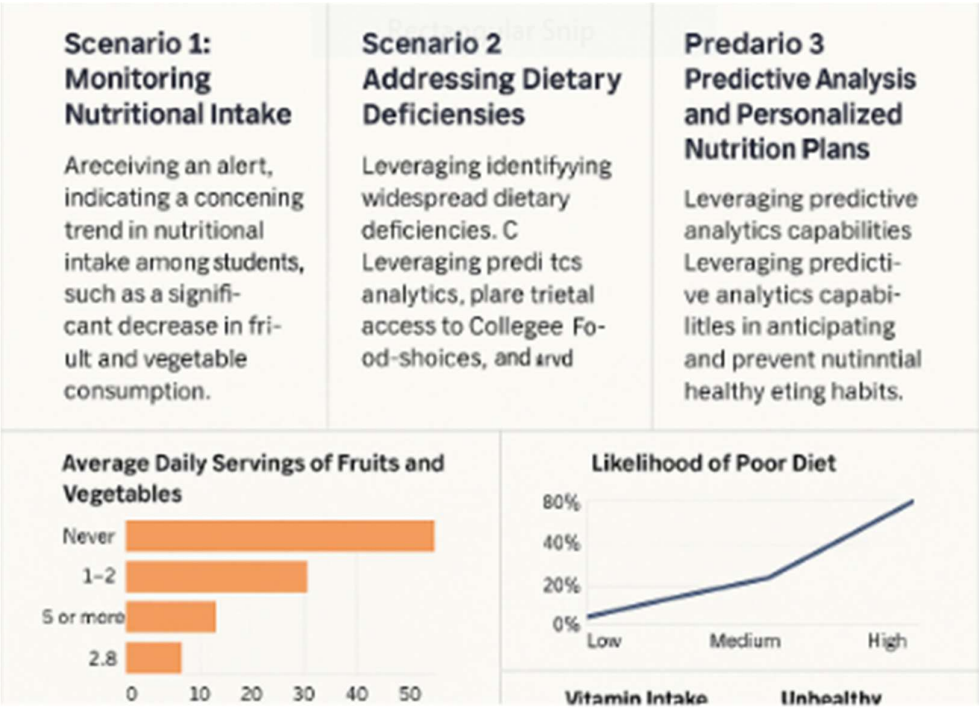 Rectangular Snip
Scenario 1:
Monitoring
Nutritional Intake
Areceiving an alert,
indicating a concening
trend in nutritional
intake among students,
such as a signifi-
cant decrease in fri-
ult and vegetable
consumption.
Scenario 2
Addressing Dietary
Deficiensies
Leveraging identifyying
widespread dietary
deficiencies. C
Leveraging predi tcs
analytics, plare trietal
access to Collegee Fo-
od-shoices, and arvd
Predario 3
Predictive Analysis
and Personalized
Nutrition Plans
Leveraging predictive
analytics capabilities
Leveraging predicti-
ve analytics capabi-
litles in anticipating
and prevent nutinntial
healthy eting habits.
Average Daily Servings of Fruits and
Vegetables
Never
1-2
5 or more
2.8
0 10 20 30 40 50
Likelihood of Poor Diet
80%
40%
20%
0%
Low Medium High
Vitamin Intake Unhealthy